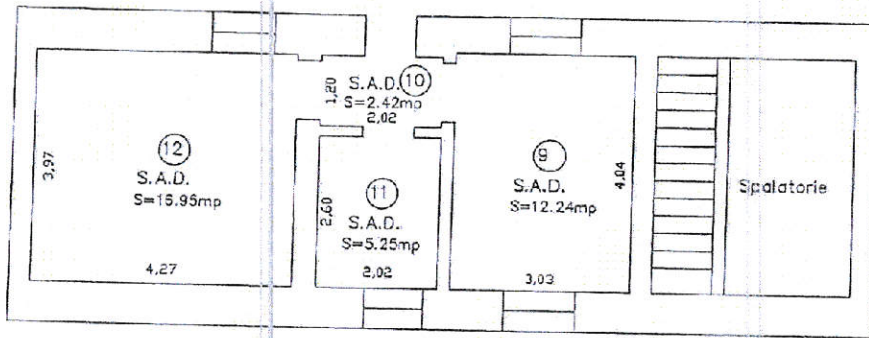 10
S.A.D.
S=2.42mp
2,02
1,20
12
S.A.D.
S=16.95mp
3,97
4,27
11
S.A.D.
S=5.25mp
2,60
2,02
9
S.A.D.
S=12.24mp
4,04
3,03
Spalatorie